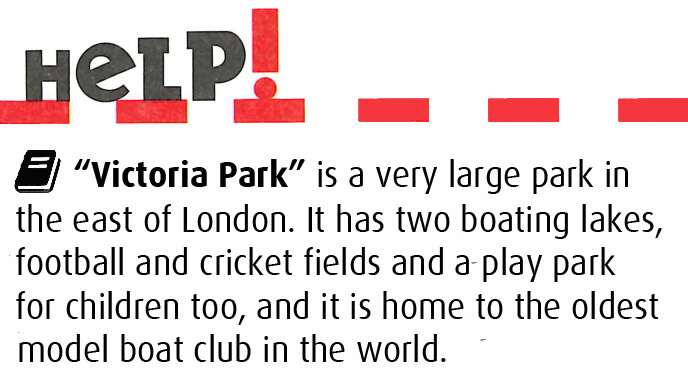 HeLP!
“Victoria Park” is a very large park in
the east of London. It has two boating lakes,
football and cricket fields and a play park
for children too, and it is home to the oldest
model boat club in the world.